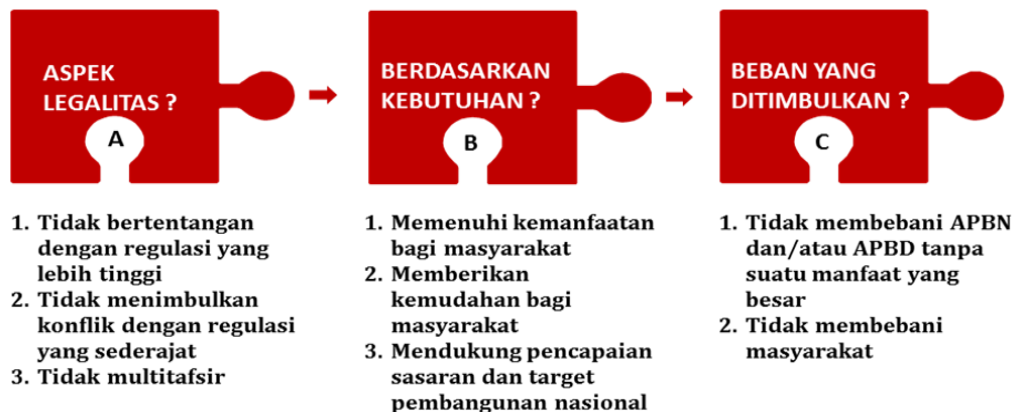 ASPEK
LEGALITAS ?
A
1. Tidak bertentangan
dengan regulasi yang
lebih tinggi
2. Tidak menimbulkan
konflik dengan regulasi
yang sederajat
3. Tidak multitafsir
BERDASARKAN
KEBUTUHAN ?
B
1. Memenuhi kemanfaatan
bagi masyarakat
2. Memberikan
kemudahan bagi
masyarakat
3. Mendukung pencapaian
sasaran dan target
pembangunan nasional
BEBAN YANG
DITIMBULKAN ?
C
1. Tidak membebani APBN
dan/atau APBD tanpa
suatu manfaat yang
besar
2. Tidak membebani
masyarakat